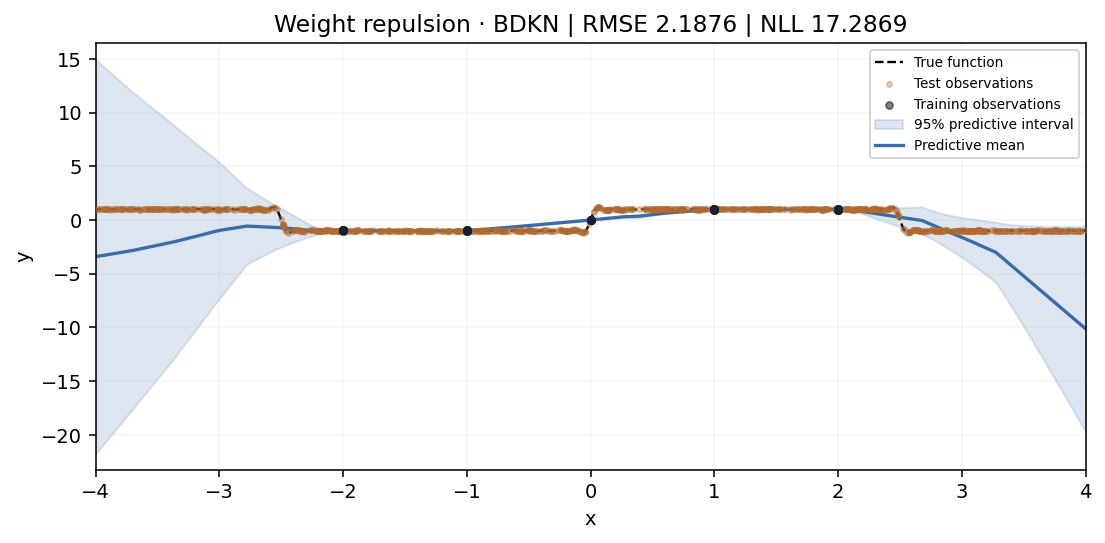 Weight repulsion · BDKN | RMSE 2.1876 | NLL 17.2869
True function
Test observations
Training observations
95% predictive interval
Predictive mean
15
10
5
0
−5
−10
−15
−20
y
−4 −3 −2 −1 0 1 2 3 4
x